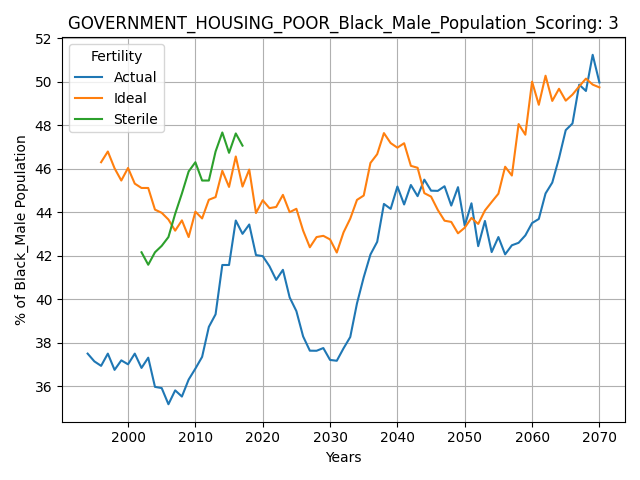 GOVERNMENT_HOUSING_POOR_Black_Male_Population_Scoring: 3
% of Black_Male Population
52
50
48
46
44
42
40
38
36
Fertility
Actual
Ideal
Sterile
2000 2010 2020 2030 2040 2050 2060 2070
Years